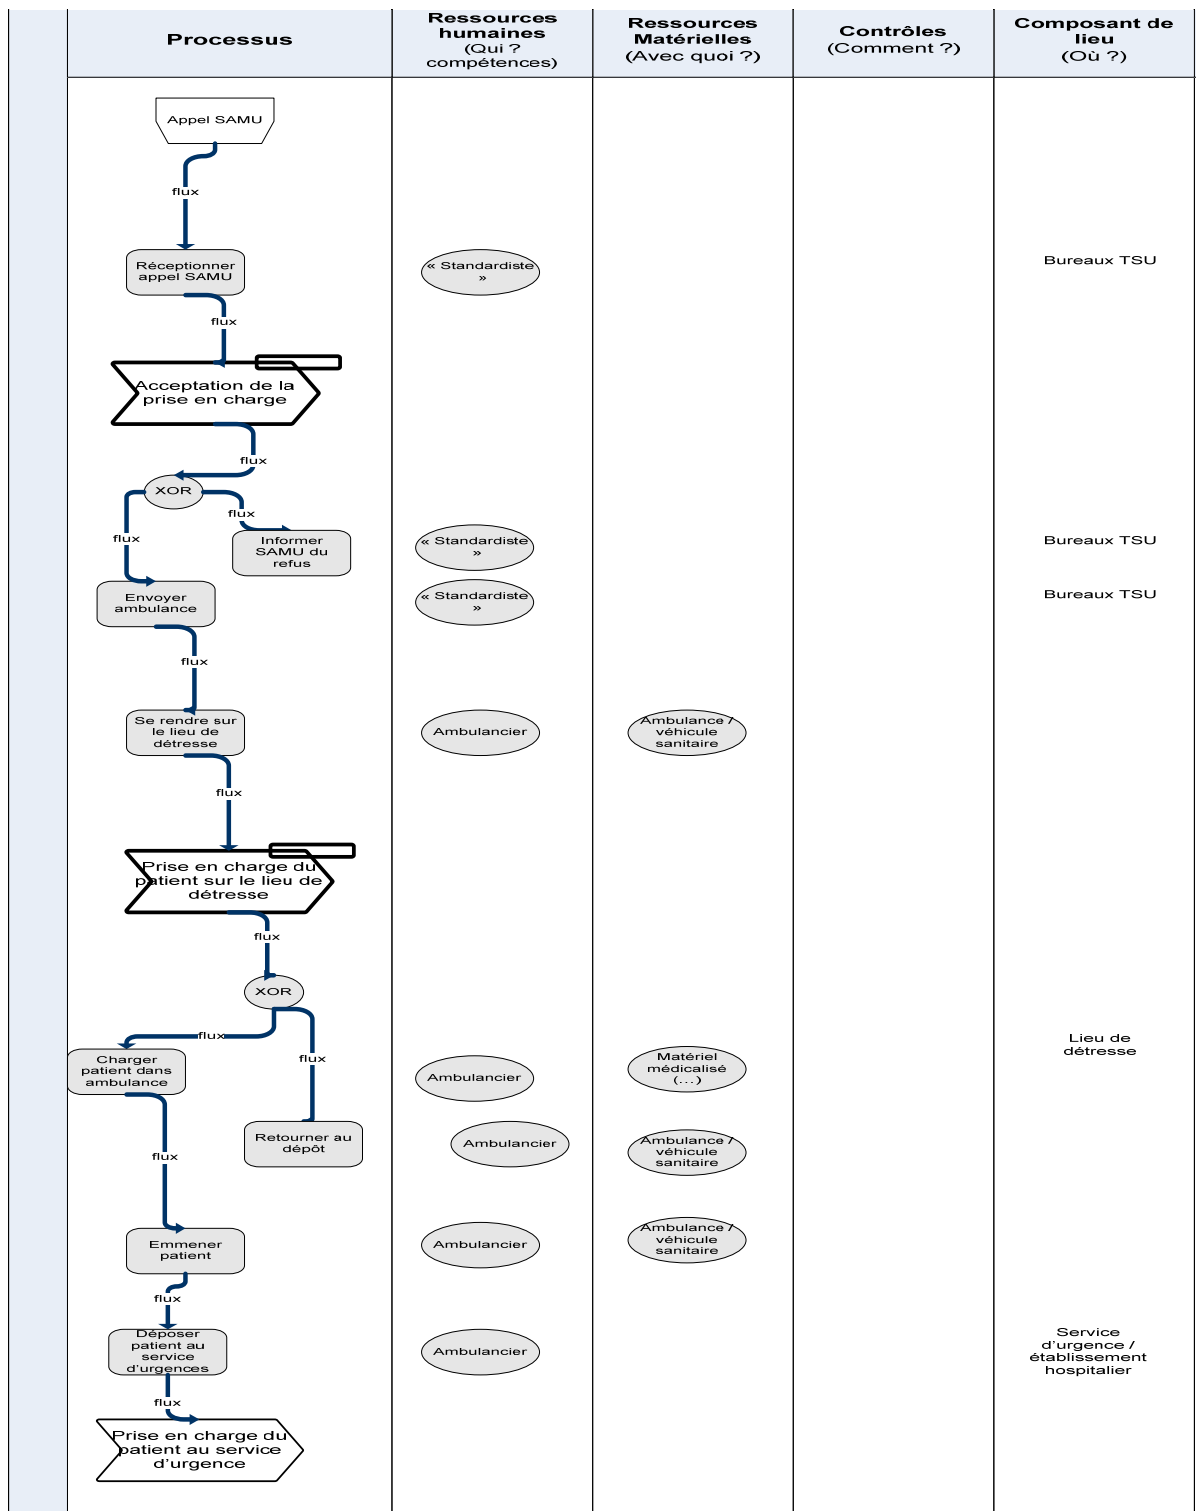 Processus
Ressources
humaines
(Qui ?
compétences)
Ressources
Matérielles
(Avec quoi ?)
Contrôles
(Comment ?)
Composant de
lieu
(Où ?)
Appel SAMU
flux
Réceptionner
appel SAMU
« Standardiste
»
Bureaux TSU
flux
Acceptation de la
prise en charge
flux
XOR
flux
flux
Informer
SAMU du
refus
« Standardiste
»
Bureaux TSU
Envoyer
ambulance
« Standardiste
»
Bureaux TSU
flux
Se rendre sur
le lieu de
détresse
Ambulancier
Ambulance /
véhicule
sanitaire
flux
Prise en charge du
patient sur le lieu de
détresse
flux
XOR
flux
flux
Charger
patient dans
ambulance
Ambulancier
Matériel
médicalisé
(...)
Lieu de
détresse
Retourner au
dépôt
Ambulancier
Ambulance /
véhicule
sanitaire
flux
Emmener
patient
Ambulancier
Ambulance /
véhicule
sanitaire
flux
Déposer
patient au
service
d'urgences
Ambulancier
Service
d'urgence /
établissement
hospitalier
flux
Prise en charge du
patient au service
d'urgence